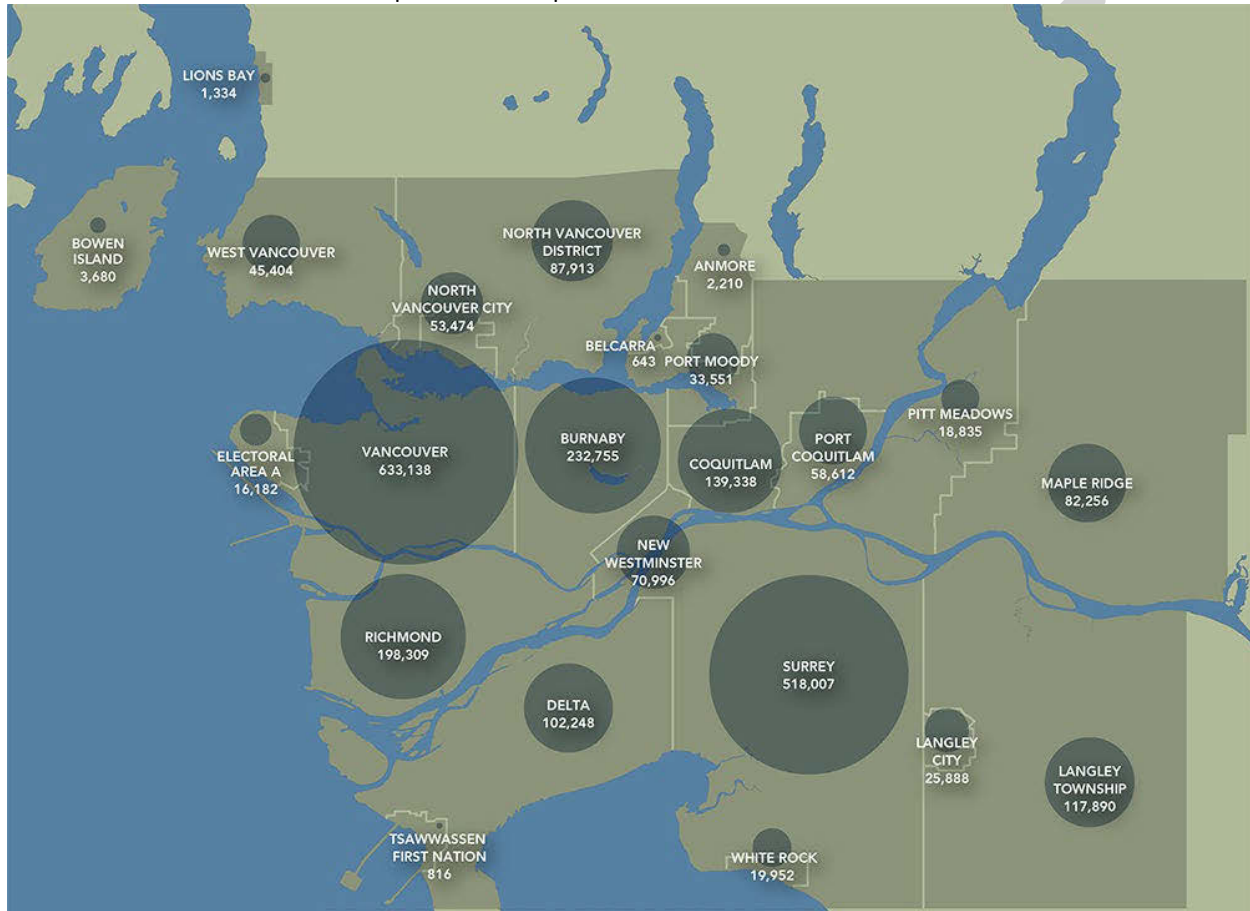 LIONS BAY
1,334
BOWEN
ISLAND
3,680
WEST VANCOUVER
45,404
NORTH VANCOUVER
DISTRICT
87,913
ANMORE
2,210
NORTH
VANCOUVER CITY
53,474
BELCARRA
643
PORT MOODY
33,551
PITT MEADOWS
18,835
ELECTORAL
AREA A
16,182
VANCOUVER
633,138
BURNABY
232,755
COQUITLAM
139,338
PORT
COQUITLAM
58,612
MAPLE RIDGE
82,256
NEW
WESTMINSTER
70,996
RICHMOND
198,309
SURREY
518,007
DELTA
102,248
LANGLEY
CITY
25,888
LANGLEY
TOWNSHIP
117,890
TSAWWASSEN
FIRST NATION
816
WHITE ROCK
19,952